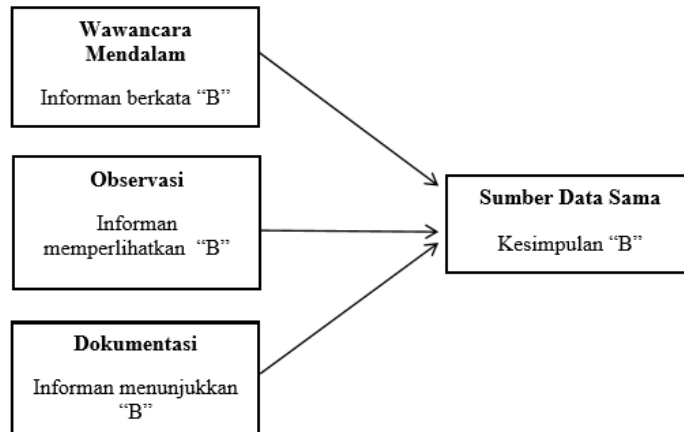 Wawancara
Mendalam
Informan berkata “B”
Observasi
Informan
memperlihatkan “B”
Sumber Data Sama
Kesimpulan “B”
Dokumentasi
Informan menunjukkan
“B”